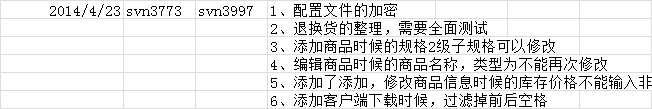 2014/4/23 svn3773 svn3997 1、配置文件的加密
2、退换货的整理，需要全面测试
3、添加商品时候的规格2级子规格可以修改
4、编辑商品时候的商品名称，类型为不能再次修改
5、添加了添加，修改商品信息时候的库存价格不能输入非
6、添加客户端下载时候，过滤掉前后空格